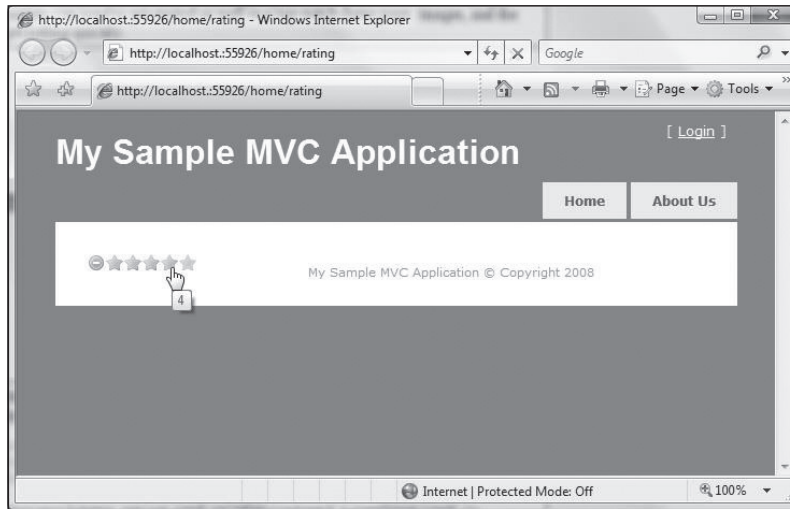 http://localhost.:55926/home/rating - Windows Internet Explorer
http://localhost.:55926/home/rating
Google
http://localhost.:55926/home/rating
Page
Tools
[ Login ]
My Sample MVC Application
Home
About Us
4
My Sample MVC Application © Copyright 2008
Internet | Protected Mode: Off
100%